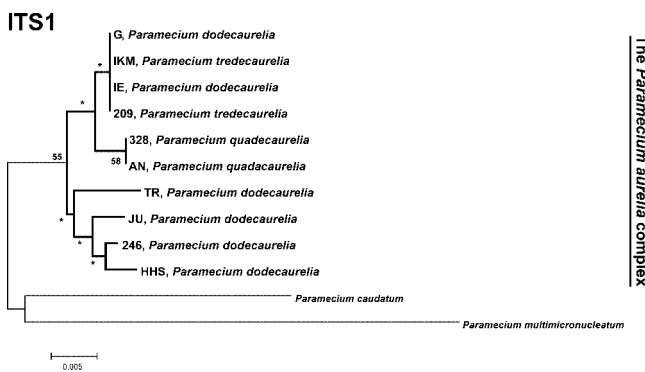 ITS1
G, Paramecium dodecaurelia
IKM, Paramecium tredecaurelia
IE, Paramecium dodecaurelia
209, Paramecium tredecaurelia
328, Paramecium quadecaurelia
AN, Paramecium quadacaurelia
TR, Paramecium dodecaurelia
JU, Paramecium dodecaurelia
246, Paramecium dodecaurelia
HHS, Paramecium dodecaurelia
Paramecium caudatum
Paramecium multimicronucleatum
*
*
58
55
*
*
*
0.005
The Paramecium aurelia complex